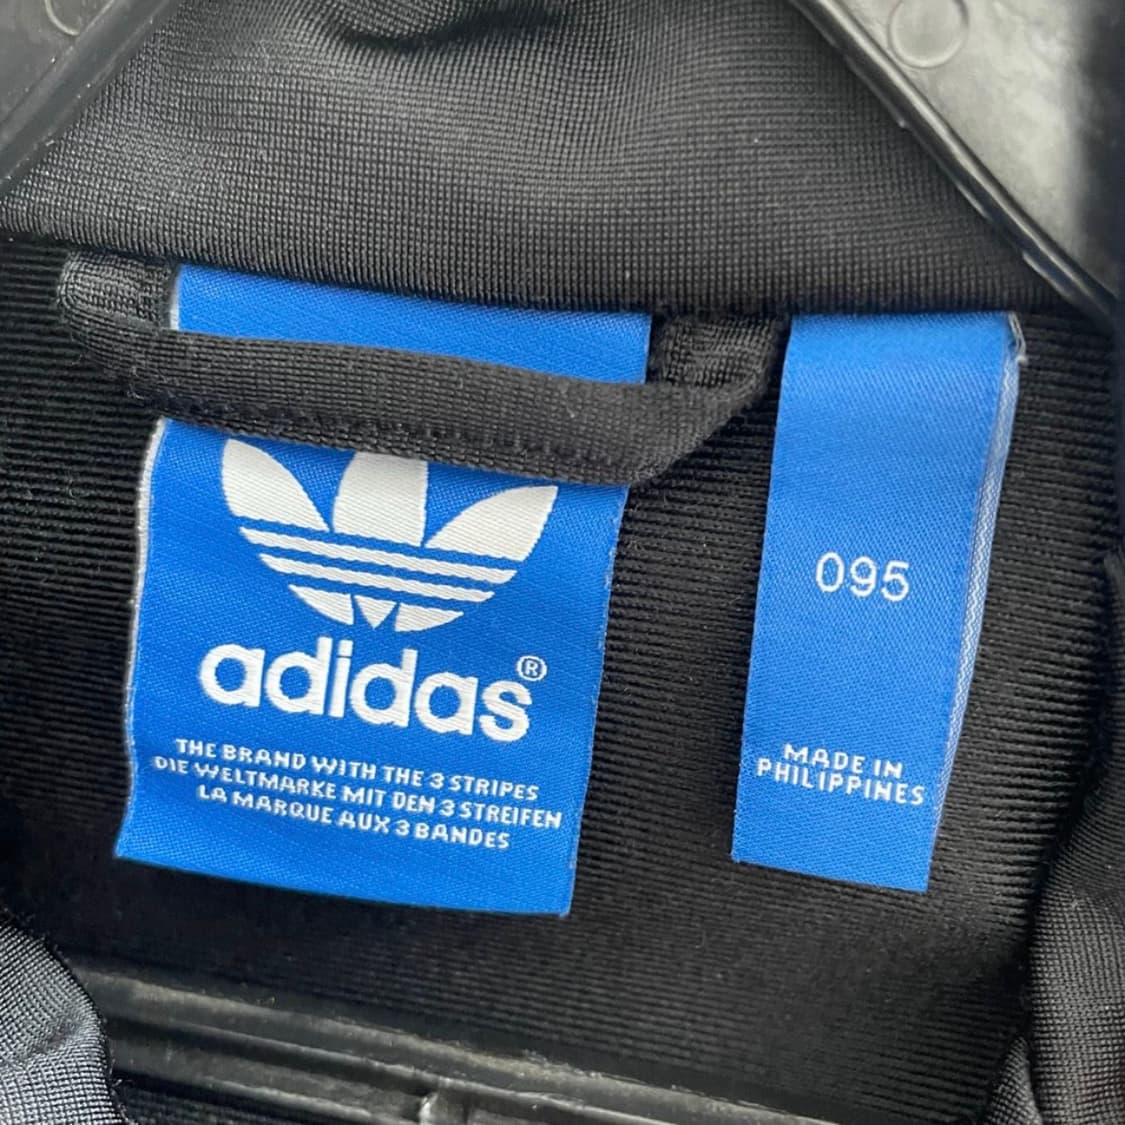 adidas®
THE BRAND WITH THE 3 STRIPES
DIE WELTMARKE MIT DEN 3 STREIFEN
LA MARQUE AUX 3 BANDES
095
MADE IN
PHILIPPINES